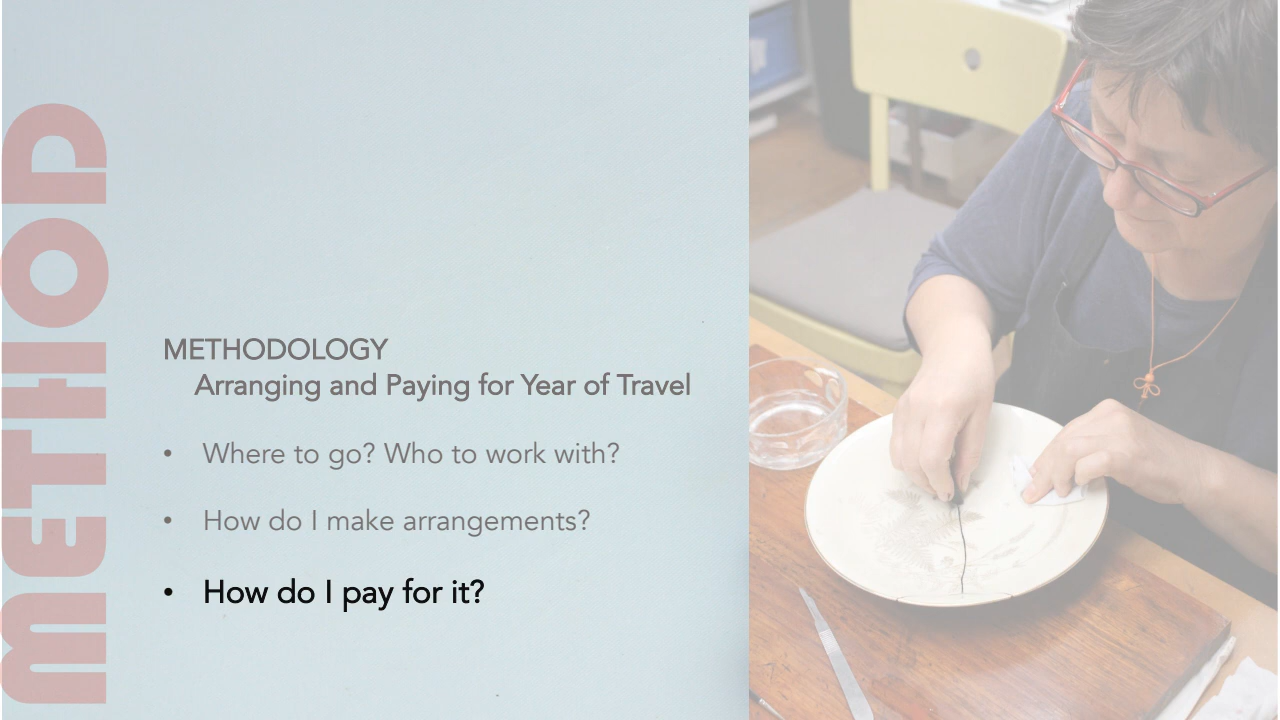 METHOD
METHODOLOGY
Arranging and Paying for Year of Travel
• Where to go? Who to work with?
• How do I make arrangements?
• How do I pay for it?